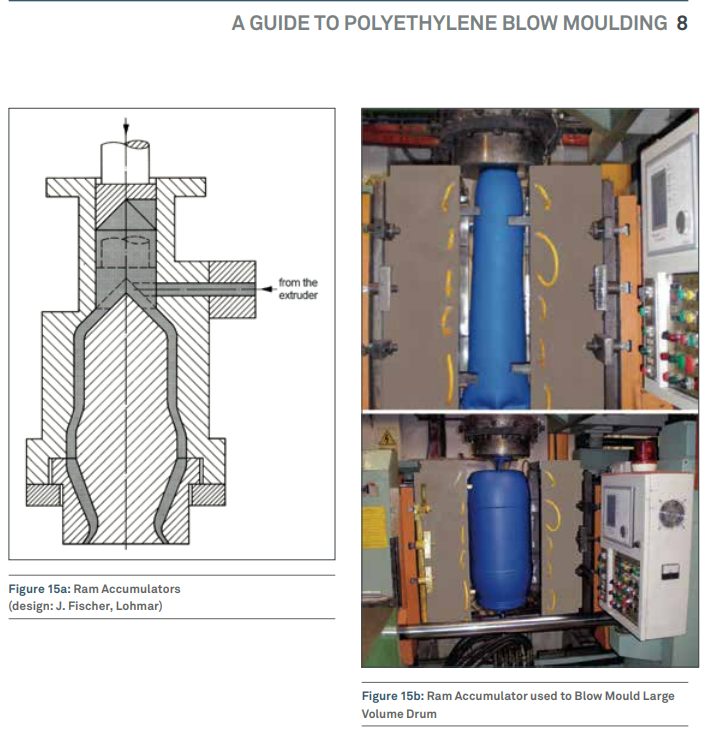 A GUIDE TO POLYETHYLENE BLOW MOULDING 8
from the
extruder
Figure 15a: Ram Accumulators
(design: J. Fischer, Lohmar)
Figure 15b: Ram Accumulator used to Blow Mould Large
Volume Drum